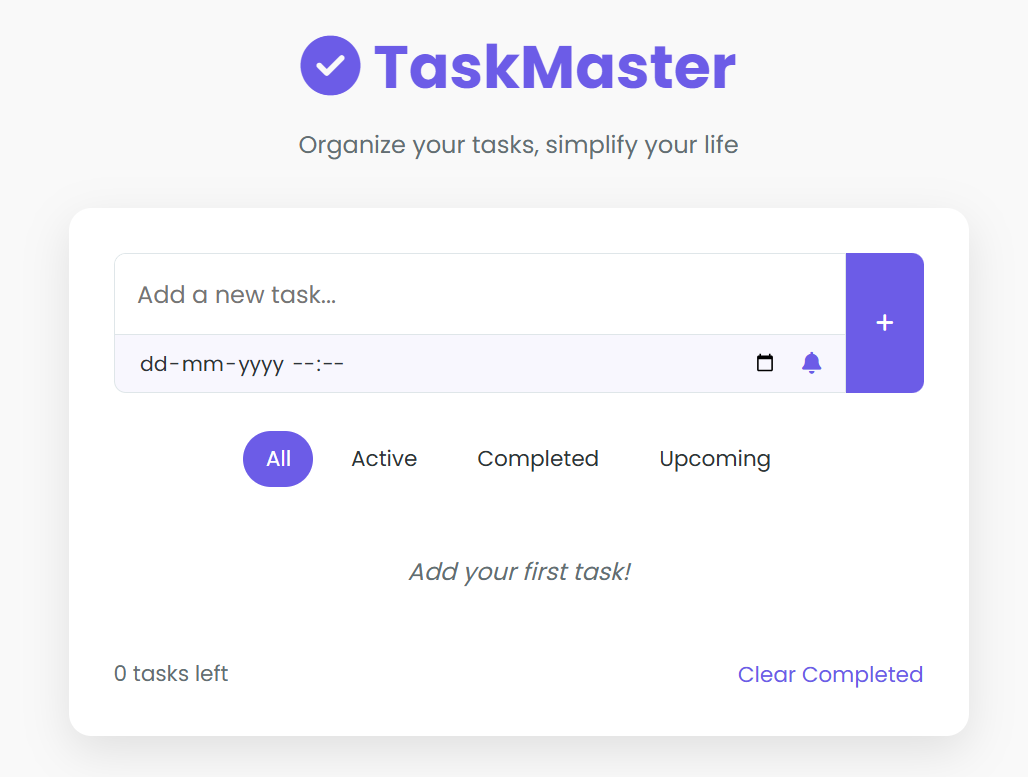 TaskMaster
Organize your tasks, simplify your life
Add a new task...
+
dd-mm-yyyy --:--
All Active Completed Upcoming
Add your first task!
0 tasks left Clear Completed